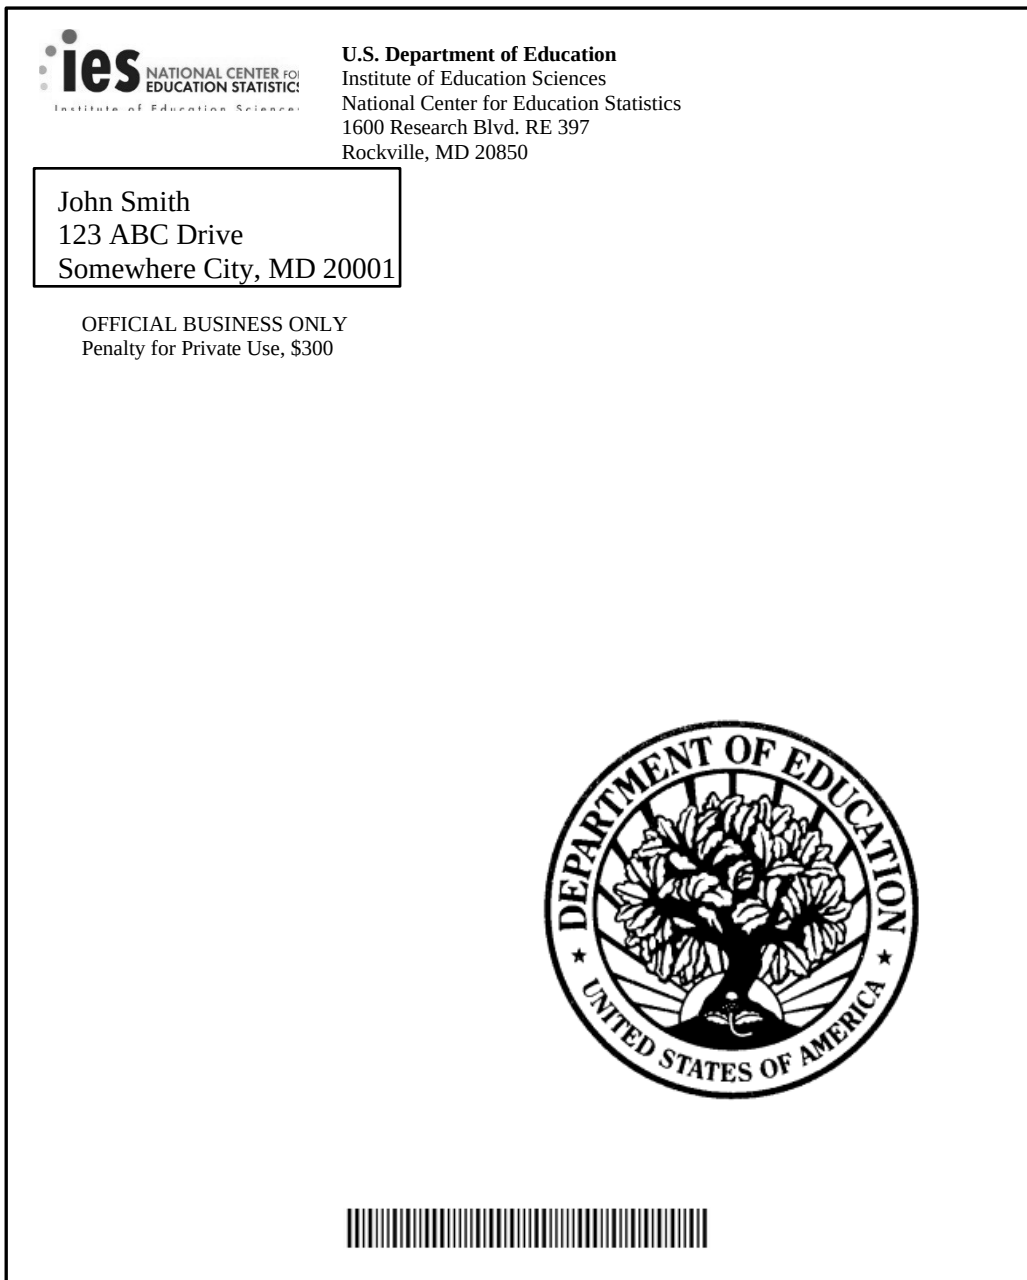 ies NATIONAL CENTER FOR
EDUCATION STATISTICS
Institute of Education Sciences
U.S. Department of Education
Institute of Education Sciences
National Center for Education Statistics
1600 Research Blvd. RE 397
Rockville, MD 20850
John Smith
123 ABC Drive
Somewhere City, MD 20001
OFFICIAL BUSINESS ONLY
Penalty for Private Use, $300
DEPARTMENT OF EDUCATION
UNITED STATES OF AMERICA